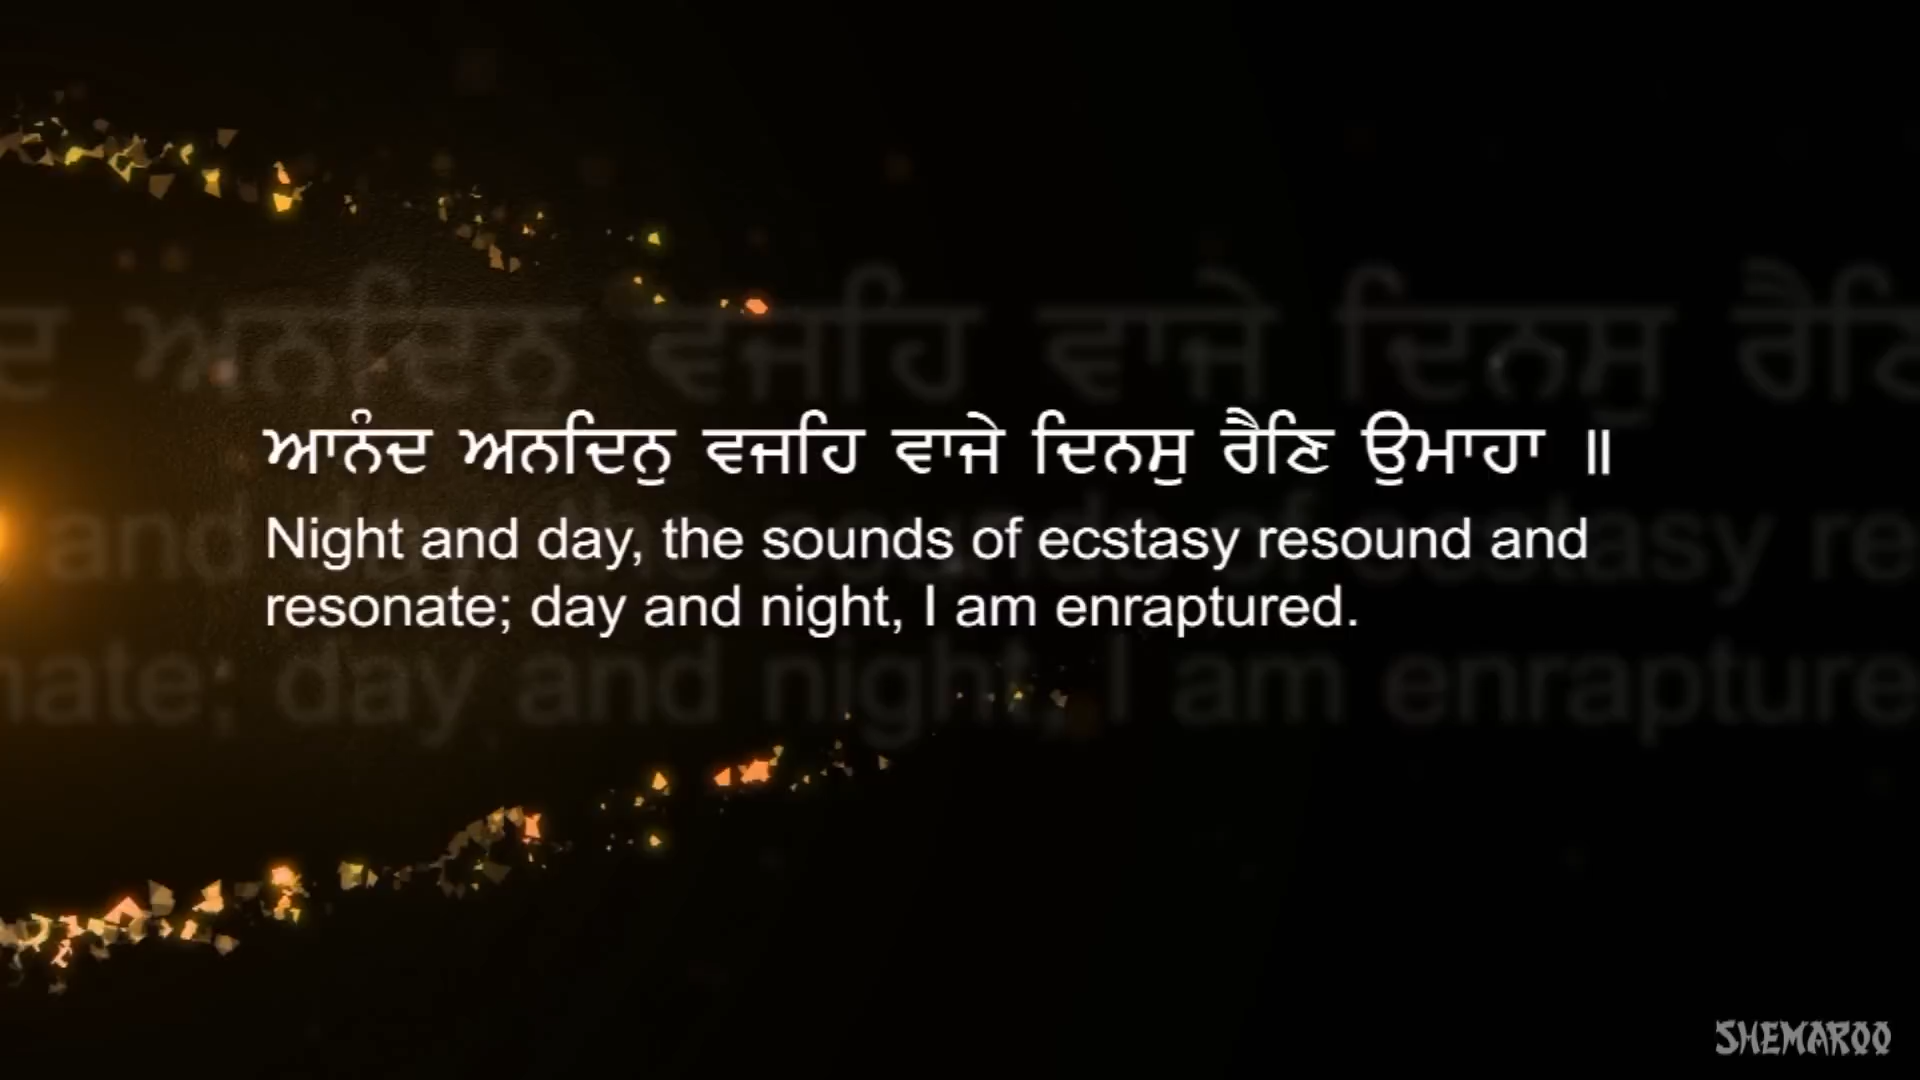 ਆਨੰਦ ਅਨਦਿਨੁ ਵਜਹਿ ਵਾਜੇ ਦਿਨਸੁ ਰੈਣਿ ਉਮਾਹਾ ॥
Night and day, the sounds of ecstasy resound and
resonate; day and night, I am enraptured.
SHEMAROO